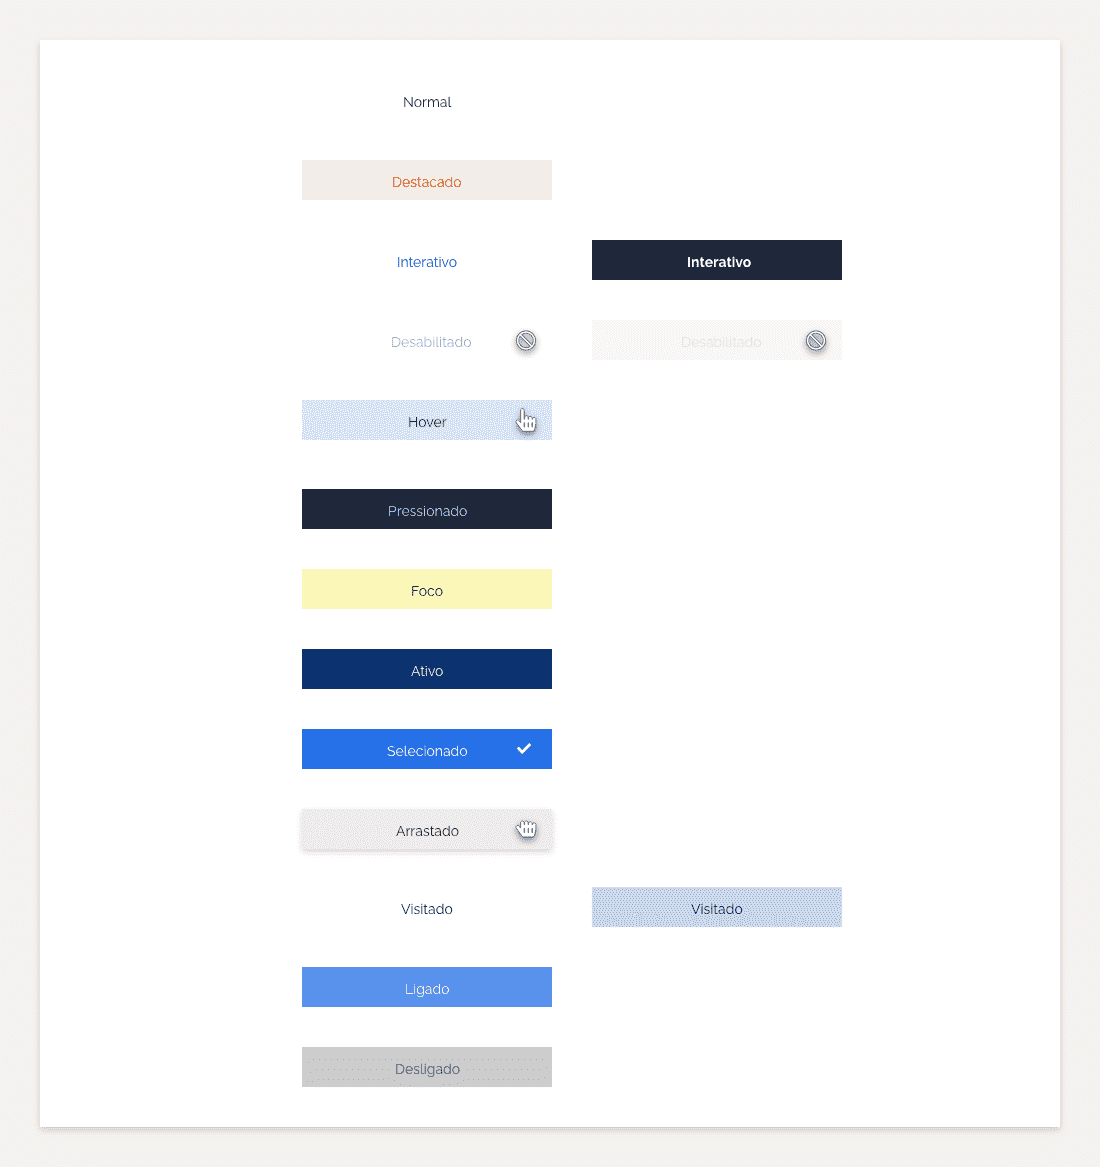 Normal
Destacado
Interativo
Interativo
Desabilitado
Desabilitado
Hover
Pressionado
Foco
Ativo
Selecionado
Arrastado
Visitado
Visitado
Ligado
Desligado